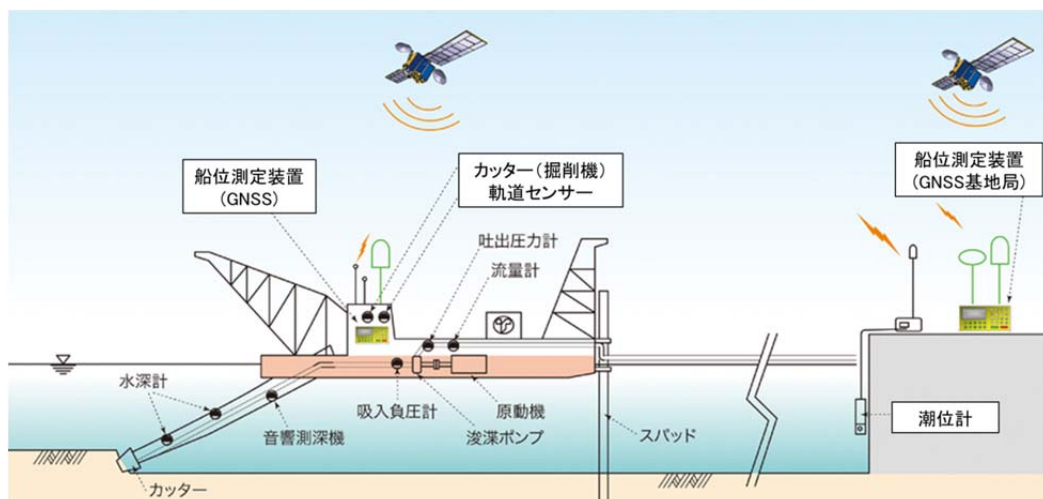 船位測定装置
(GNSS)
カッター(掘削機)
軌道センサー
船位測定装置
(GNSS基地局)
吐出圧力計
流量計
水深計
音響測深機
吸入負圧計
浚渫ポンプ
原動機
スパッド
潮位計
カッター